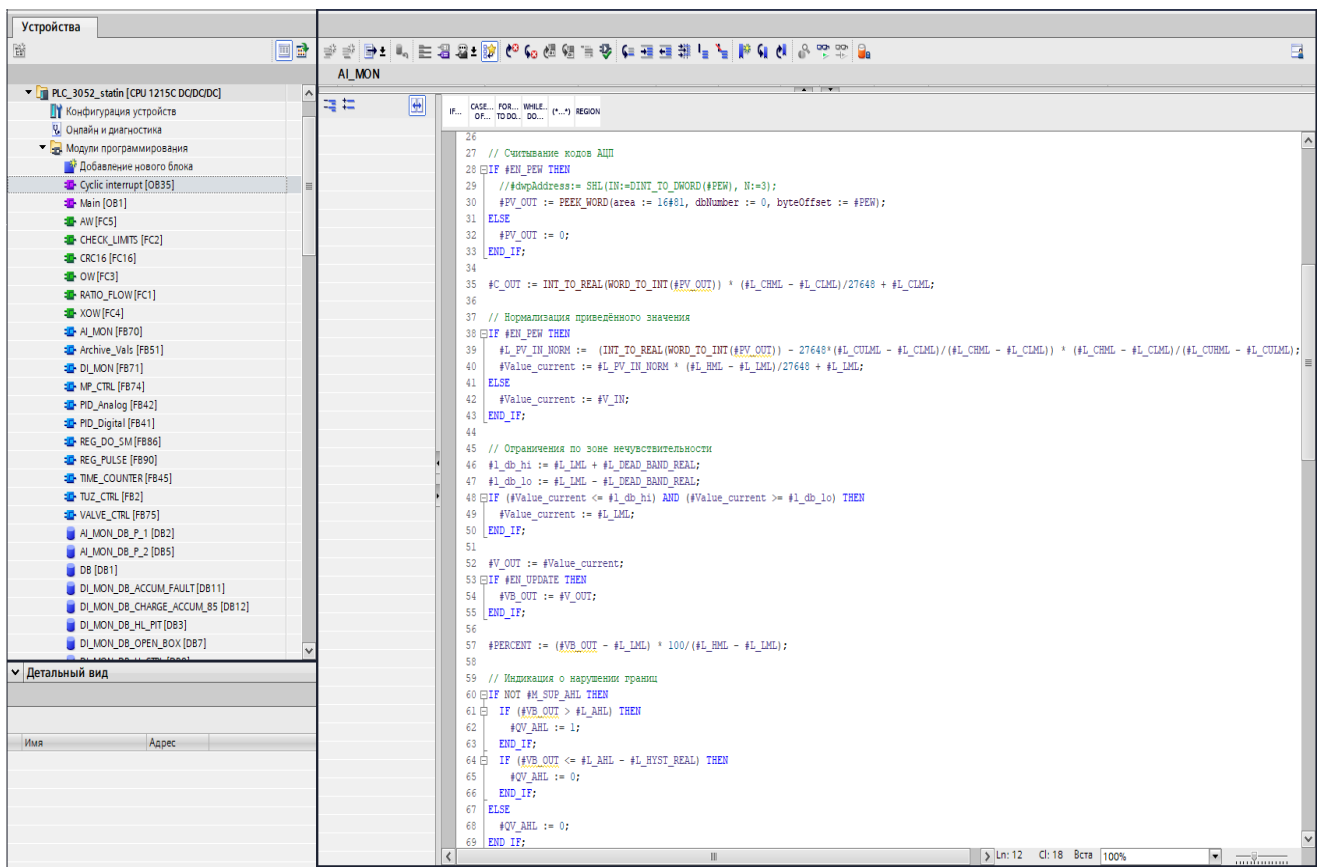 Устройства
AI_MON
PLC_3052_statin [CPU 1215C DC/DC/DC]
Конфигурация устройств
Онлайн и диагностика
Модули программирования
Добавление нового блока
Cyclic interrupt [OB35]
Main [OB1]
AW [FC5]
CHECK_LIMITS [FC2]
CRC16 [FC16]
OW [FC3]
RATIO_FLOW [FC1]
XOW [FC4]
AI_MON [FB70]
Archive_Vals [FB51]
DI_MON [FB71]
MP_CTRL [FB74]
PID_Analog [FB42]
PID_Digital [FB41]
REG_DO_SM [FB86]
REG_PULSE [FB90]
TIME_COUNTER [FB45]
TUZ_CTRL [FB2]
VALVE_CTRL [FB75]
AI_MON_DB_P_1 [DB2]
AI_MON_DB_P_2 [DB5]
DB [DB1]
DI_MON_DB_ACCUM_FAULT [DB11]
DI_MON_DB_CHARGE_ACCUM_85 [DB12]
DI_MON_DB_HL_PIT [DB3]
DI_MON_DB_OPEN_BOX [DB7]
Детальный вид
Имя Адрес
IF... CASE... FOR... WHILE.. (*...*) REGION
OF... TO DO.. DO...
26
27 // Считывание кодов АЦП
28 IF #EN_PEW THEN
29 //#dwpAddress:= SHL(IN:=DINT_TO_DWORD(#PEW), N:=3);
30 #PV_OUT := PEEK_WORD(area := 16#81, dbNumber := 0, byteOffset := #PEW);
31 ELSE
32 #PV_OUT := 0;
33 END_IF;
34
35 #C_OUT := INT_TO_REAL(WORD_TO_INT(#PV_OUT)) * (#L_CHML - #L_CLML)/27648 + #L_CLML;
36
37 // Нормализация приведённого значения
38 IF #EN_PEW THEN
39 #L_PV_IN_NORM := (INT_TO_REAL(WORD_TO_INT(#PV_OUT)) - 27648*(#L_CULML - #L_CLML)/(#L_CHML - #L_CLML)) * (#L_CHML - #L_CLML)/(#L_CUHML - #L_CULML);
40 #Value_current := #L_PV_IN_NORM * (#L_HML - #L_LML)/27648 + #L_LML;
41 ELSE
42 #Value_current := #V_IN;
43 END_IF;
44
45 // Ограничения по зоне нечувствительности
46 #l_db_hi := #L_LML + #L_DEAD_BAND_REAL;
47 #l_db_lo := #L_LML - #L_DEAD_BAND_REAL;
48 IF (#Value_current <= #l_db_hi) AND (#Value_current >= #l_db_lo) THEN
49 #Value_current := #L_LML;
50 END_IF;
51
52 #V_OUT := #Value_current;
53 IF #EN_UPDATE THEN
54 #VB_OUT := #V_OUT;
55 END_IF;
56
57 #PERCENT := (#VB_OUT - #L_LML) * 100/(#L_HML - #L_LML);
58
59 // Индикация о нарушении границ
60 IF NOT #M_SUP_AHL THEN
61 IF (#VB_OUT > #L_AHL) THEN
62 #QV_AHL := 1;
63 END_IF;
64 IF (#VB_OUT <= #L_AHL - #L_HYST_REAL) THEN
65 #QV_AHL := 0;
66 END_IF;
67 ELSE
68 #QV_AHL := 0;
69 END_IF;
Ln: 12 Cl: 18 Вста 100%